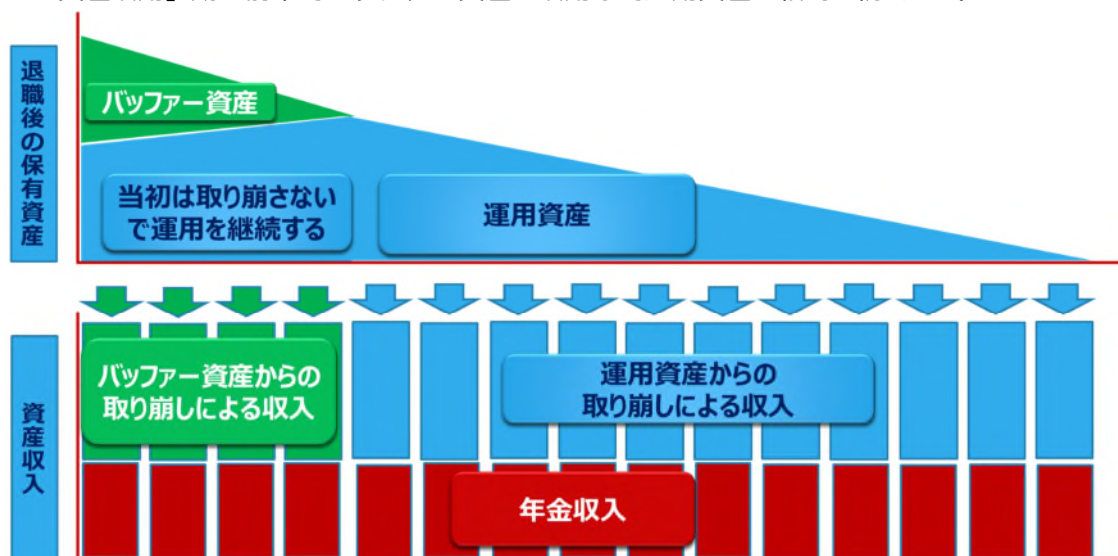 退職後の保有資産
バッファー資産
当初は取り崩さない
で運用を継続する
運用資産
資産収入
バッファー資産からの
取り崩しによる収入
運用資産からの
取り崩しによる収入
年金収入